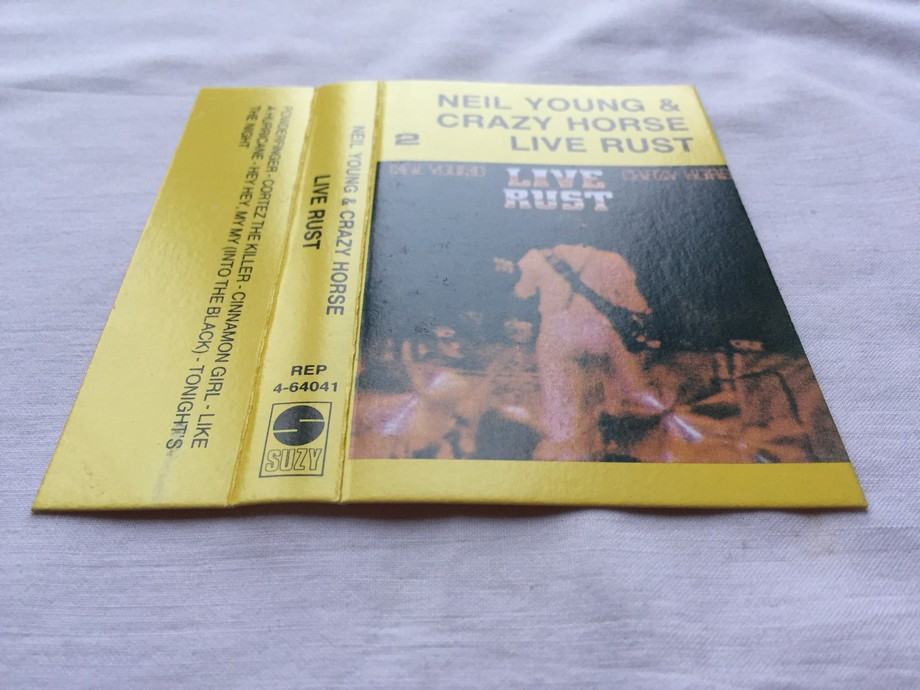 NEIL YOUNG &
CRAZY HORSE
LIVE RUST
2
NEIL YOUNG
CRAZY HORSE
LIVE
RUST
NEIL YOUNG & CRAZY HORSE
LIVE RUST
REP
4-64041
SUZY
POWDERFINGER - CORTEZ THE KILLER - CINNAMON GIRL - LIKE
A HURRICANE - HEY HEY, MY MY (INTO THE BLACK) - TONIGHT'S
THE NIGHT